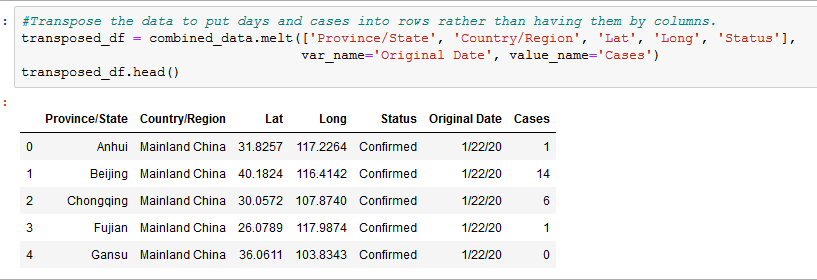 : #Transpose the data to put days and cases into rows rather than having them by columns.
transposed_df = combined_data.melt(['Province/State', 'Country/Region', 'Lat', 'Long', 'Status'],
var_name='Original Date', value_name='Cases')
transposed_df.head()
:
Province/State Country/Region Lat Long Status Original Date Cases
0 Anhui Mainland China 31.8257 117.2264 Confirmed 1/22/20 1
1 Beijing Mainland China 40.1824 116.4142 Confirmed 1/22/20 14
2 Chongqing Mainland China 30.0572 107.8740 Confirmed 1/22/20 6
3 Fujian Mainland China 26.0789 117.9874 Confirmed 1/22/20 1
4 Gansu Mainland China 36.0611 103.8343 Confirmed 1/22/20 0